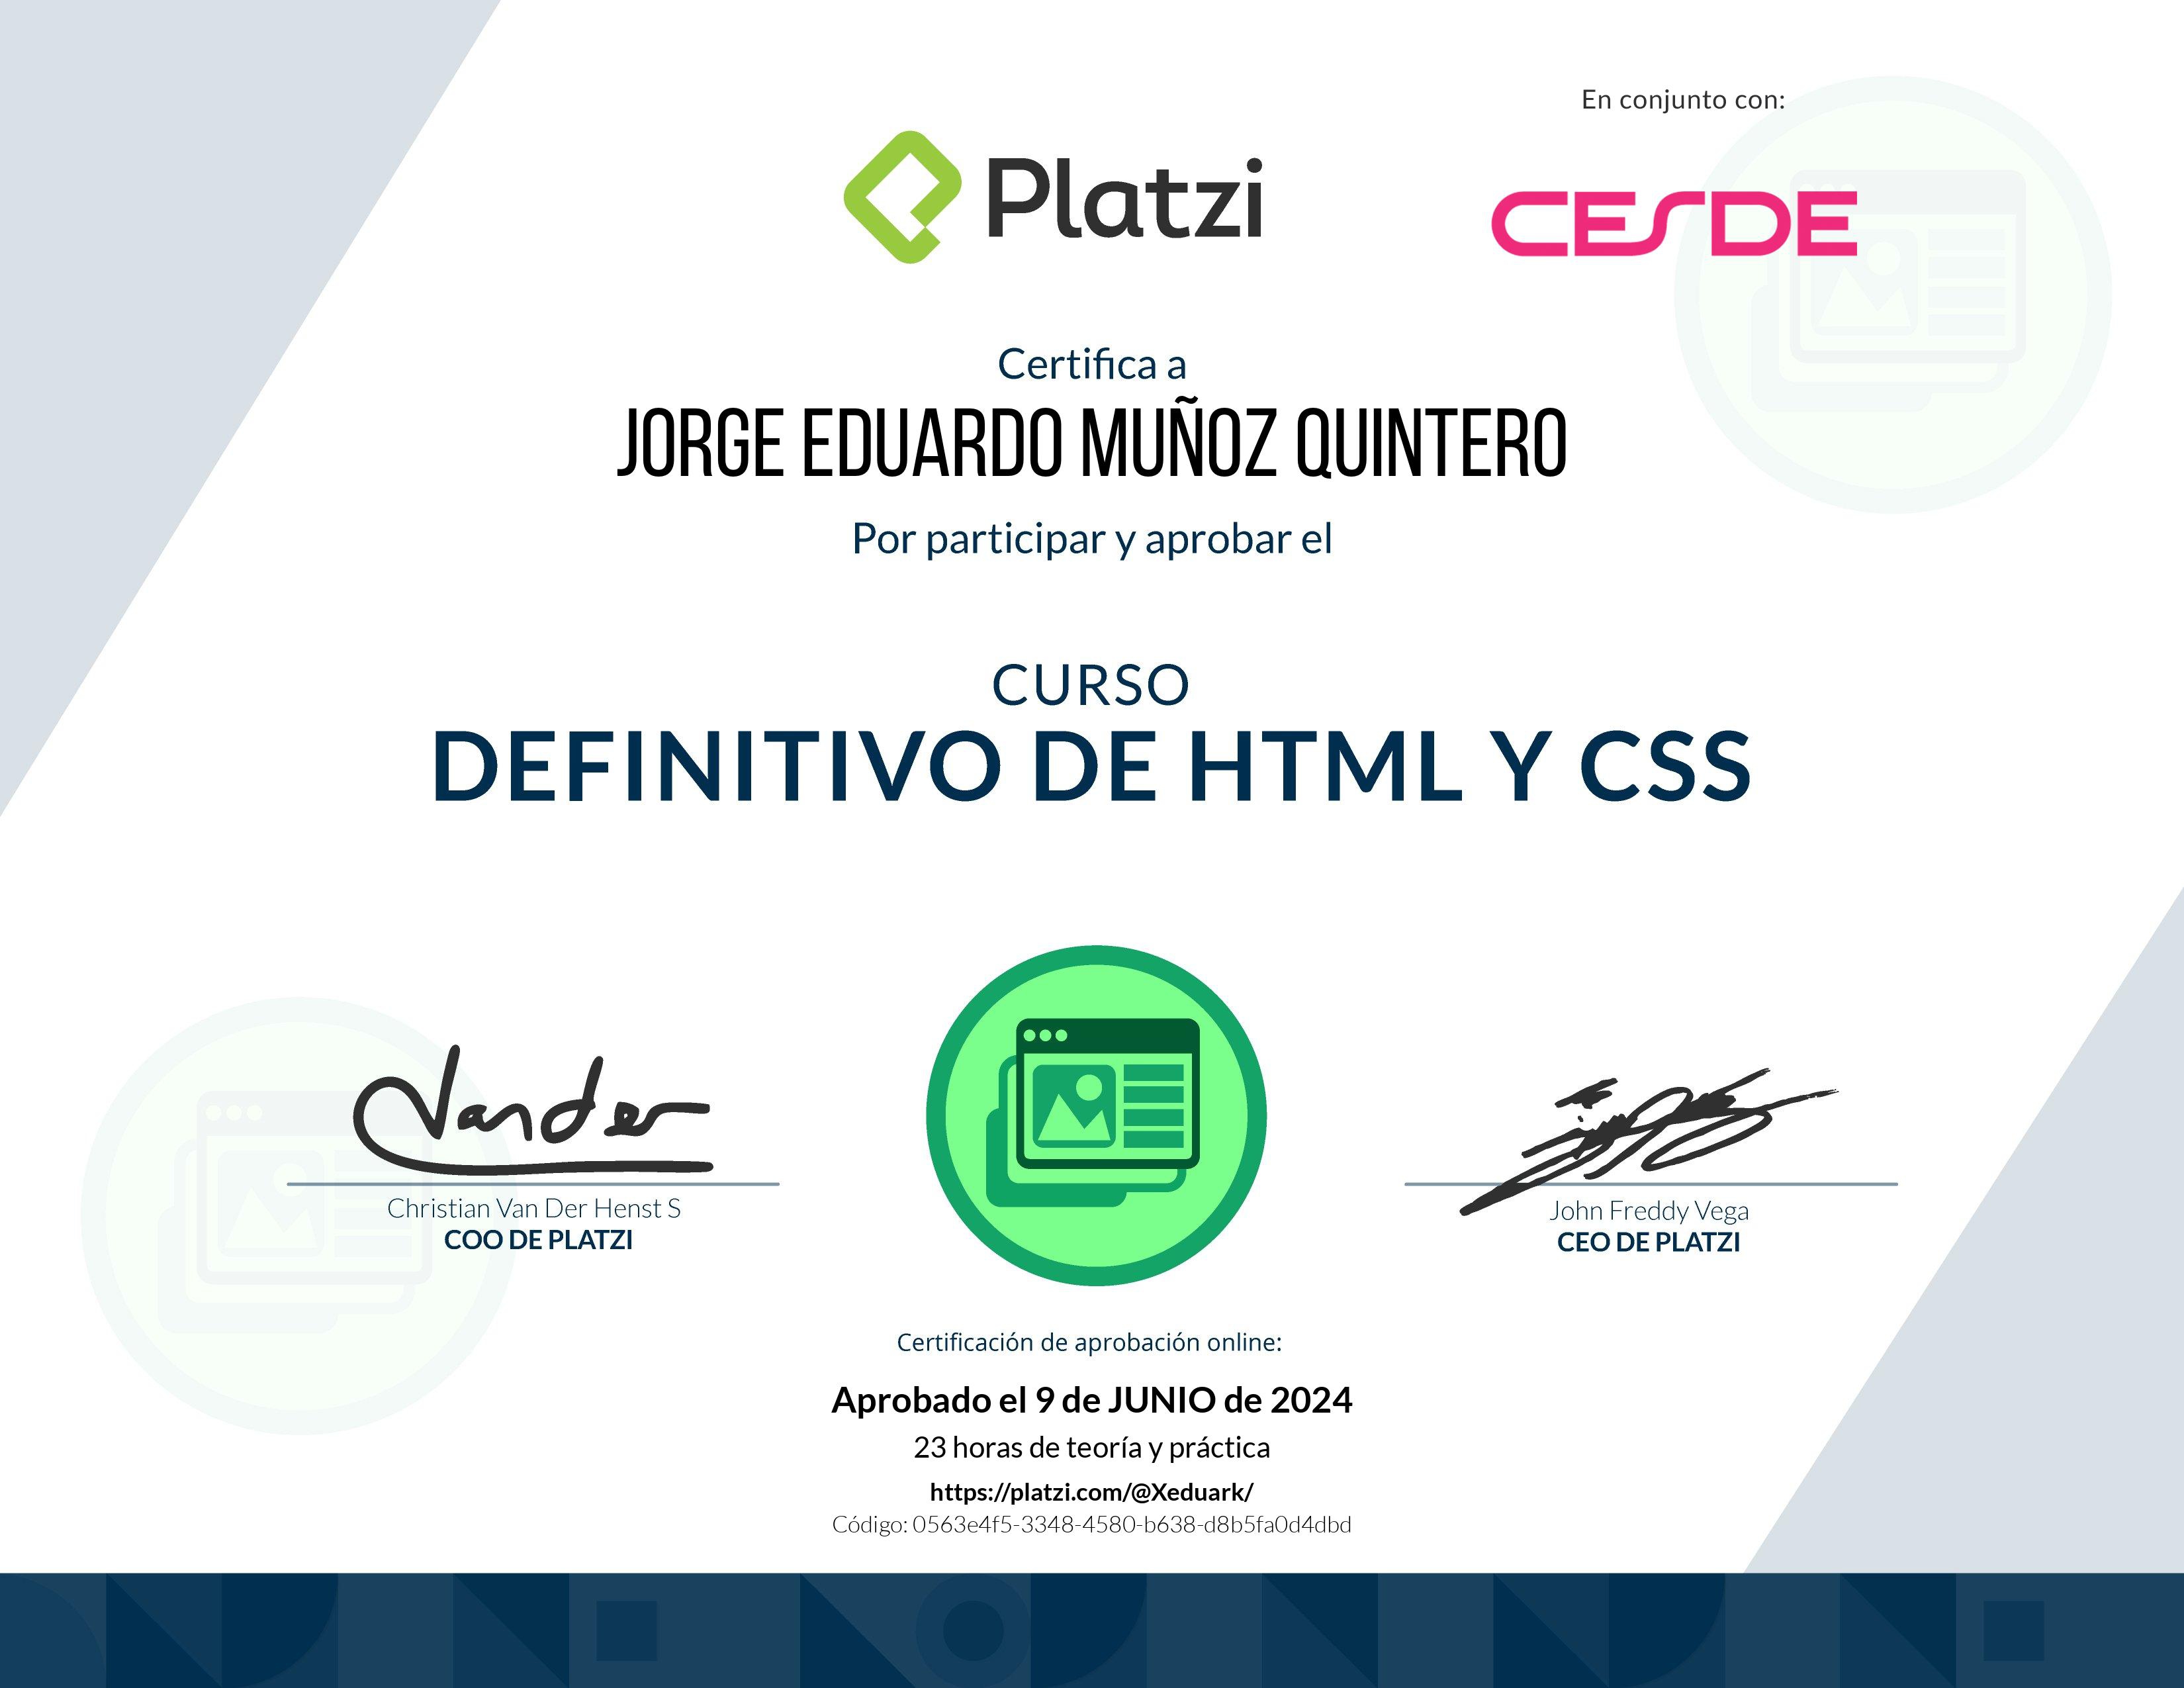 En conjunto con:
Platzi
CESDE
Certifica a
JORGE EDUARDO MUÑOZ QUINTERO
Por participar y aprobar el
CURSO
DEFINITIVO DE HTML Y CSS
Vander
Christian Van Der Henst S
COO DE PLATZI
John Freddy Vega
CEO DE PLATZI
Certificación de aprobación online:
Aprobado el 9 de JUNIO de 2024
23 horas de teoría y práctica
https://platzi.com/@Xeduark/
Código: 0563e4f5-3348-4580-b638-d8b5fa0d4dbd